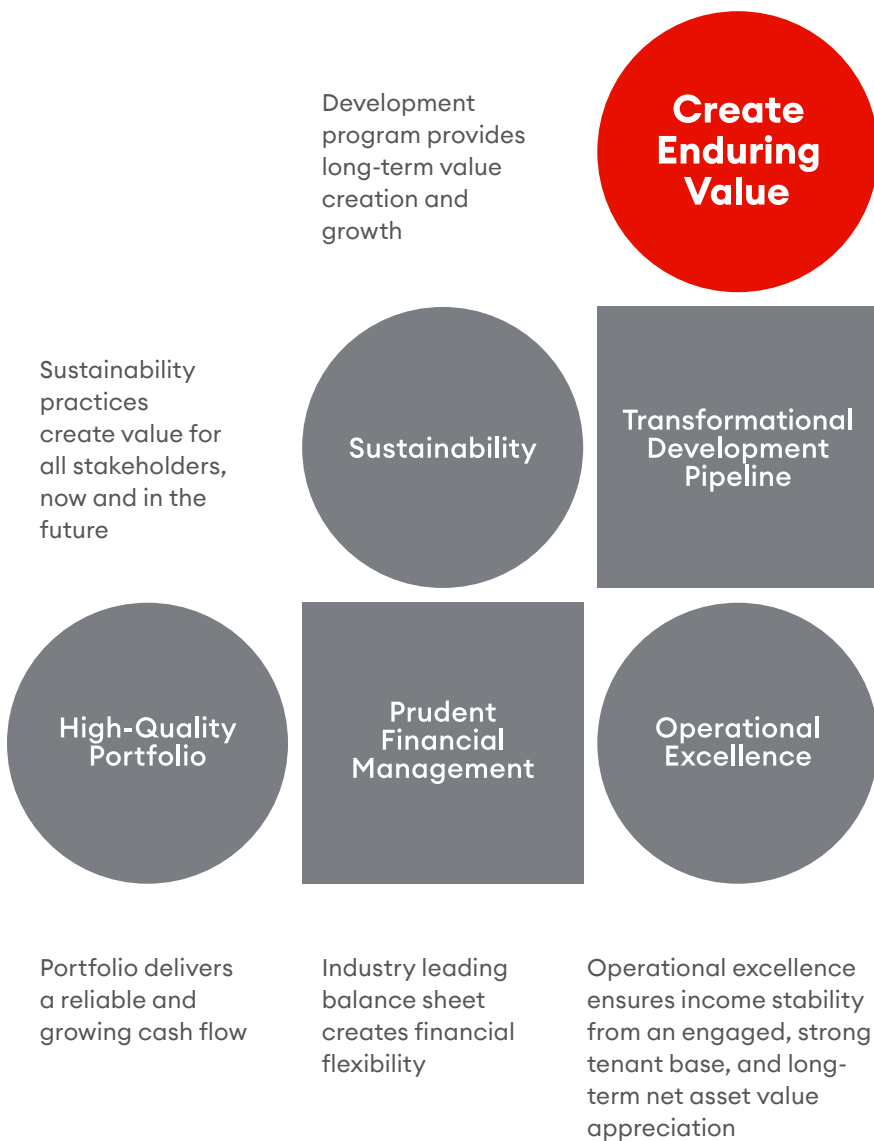 Development
program provides
long-term value
creation and
growth
Create
Enduring
Value
Sustainability
practices
create value for
all stakeholders,
now and in the
future
Sustainability
Transformational
Development
Pipeline
High-Quality
Portfolio
Prudent
Financial
Management
Operational
Excellence
Portfolio delivers
a reliable and
growing cash flow
Industry leading
balance sheet
creates financial
flexibility
Operational excellence
ensures income stability
from an engaged, strong
tenant base, and long-
term net asset value
appreciation